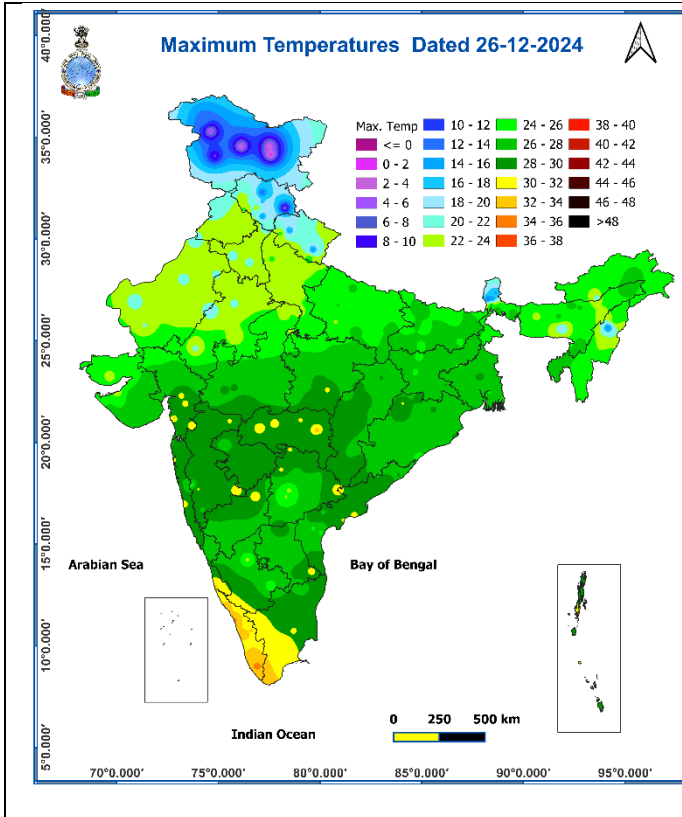 Maximum Temperatures Dated 26-12-2024
Max. Temp
<= 0
0 - 2
2 - 4
4 - 6
6 - 8
8 - 10
10 - 12
12 - 14
14 - 16
16 - 18
18 - 20
20 - 22
22 - 24
24 - 26
26 - 28
28 - 30
30 - 32
32 - 34
34 - 36
36 - 38
38 - 40
40 - 42
42 - 44
44 - 46
46 - 48
>48
40°0.000'
35°0.000'
30°0.000'
25°0.000'
20°0.000'
15°0.000'
10°0.000'
5°0.000'
Arabian Sea
Bay of Bengal
Indian Ocean
0 250 500 km
70°0.000' 75°0.000' 80°0.000' 85°0.000' 90°0.000' 95°0.000'